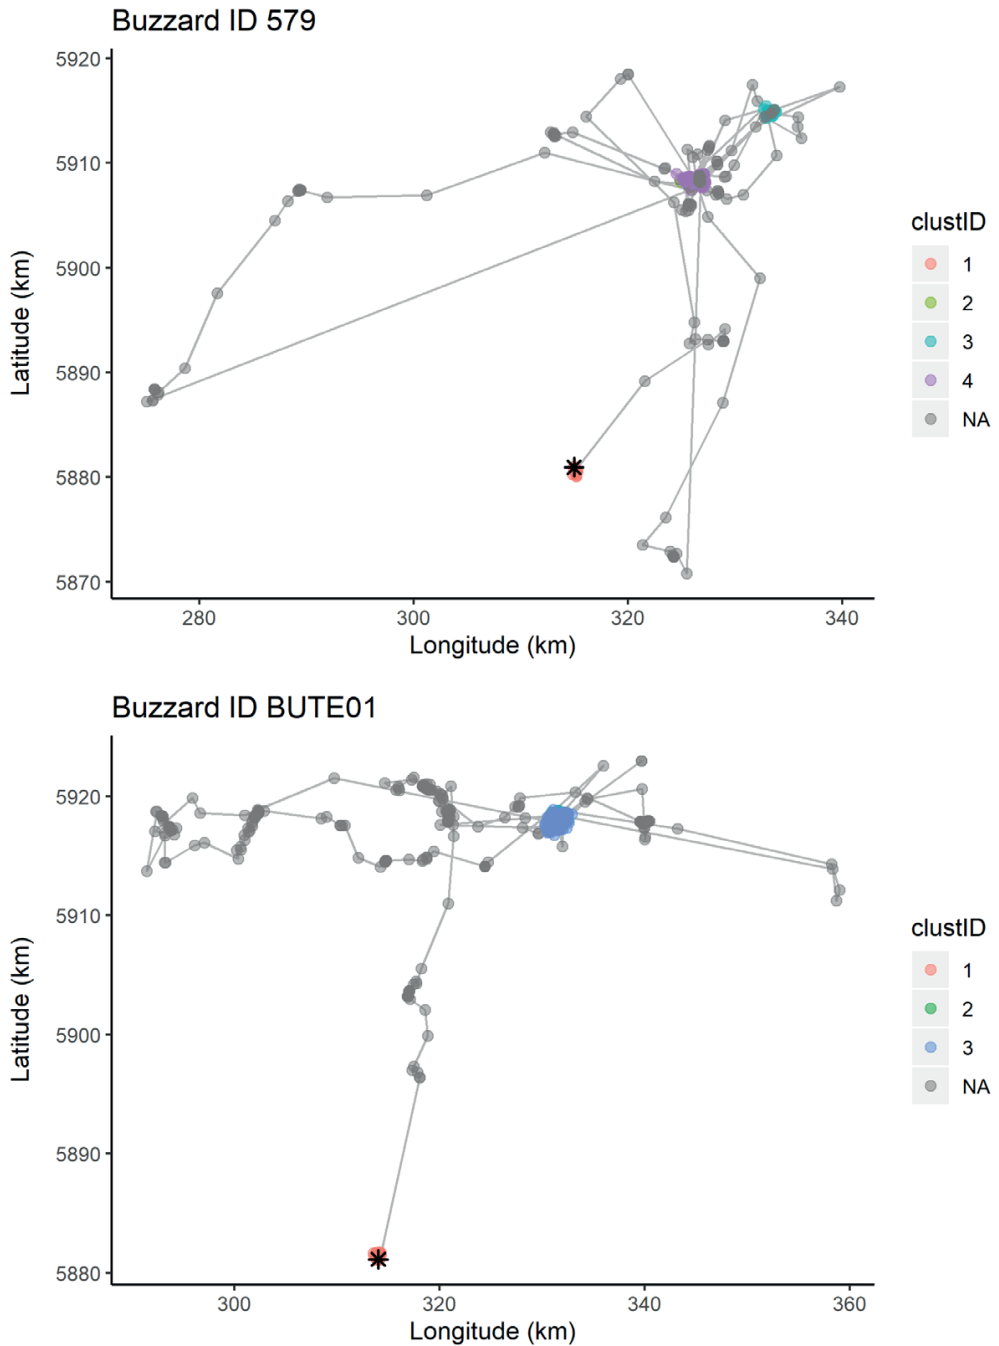 Buzzard ID 579
5920
5910
5900
5890
5880
5870
280 300 320 340
Longitude (km)
Latitude (km)
clustID
1
2
3
4
NA
Buzzard ID BUTE01
5920
5910
5900
5890
5880
300 320 340 360
Longitude (km)
Latitude (km)
clustID
1
2
3
NA